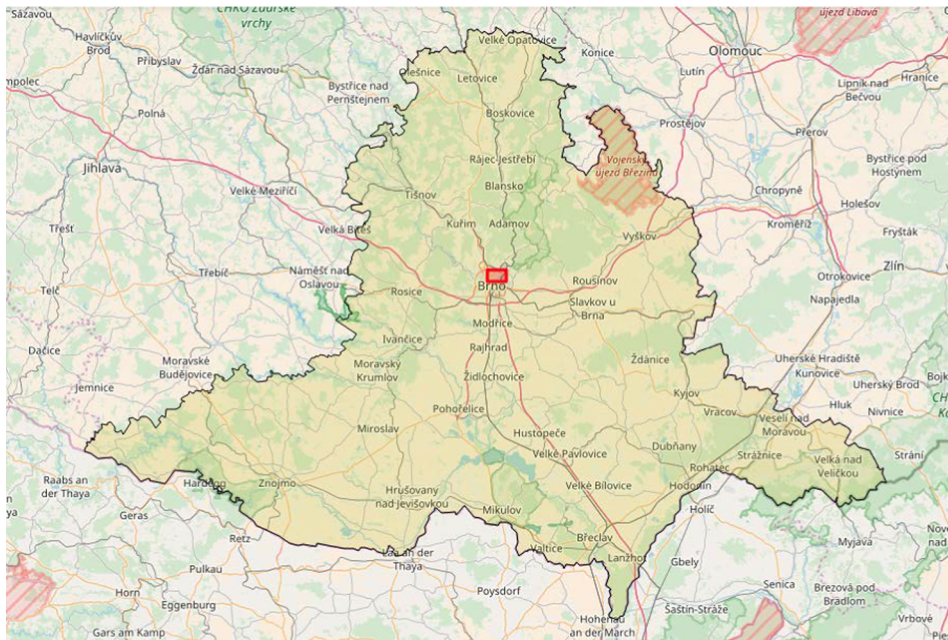 Sázavou
CHKO Žďárské
vrchy
újezd Libavá
Havlíčkův
Brod
Přibyslav
Žďár nad Sázavou
Velké Opatovice
Konice
Olomouc
Lutín
Hranice
Lipník nad
Bečvou
mpolec
Polná
Bystřice nad
Pernštejnem
Olešnice
Letovice
Boskovice
Prostějov
Přerov
Jihlava
Velké Meziříčí
Rájec-Jestřebí
Vojenský
újezd Březina
Bystřice pod
Hostýnem
Tišnov
Blansko
Chropyně
Holešov
Třešť
Velká Bíteš
Kuřim
Adamov
Vyškov
Kroměříž
Fryšták
Třebíč
Náměšť nad
Oslavou
Rosice
Brno
Rousínov
Slavkov u
Brna
Otrokovice
Zlín
Napajedla
Telč
Modřice
Rajhrad
Ivančice
Dačice
Moravské
Budějovice
Moravský
Krumlov
Židlochovice
Ždánice
Uherské Hradiště
Kunovice
Uherský Brod
Bojk
Jemnice
Pohořelice
Kyjov
Vracov
Veselí nad
Moravou
Hluk
Nivnice
Miroslav
Hustopeče
Velké Pavlovice
Dubňany
Strážnice
Velká nad
Veličkou
Strání
Raabs an
der Thaya
Hardegg
Znojmo
Hrušovany
nad Jevišovkou
Velké Bílovice
Rohatec
Hodonín
Holíč
ya
Geras
Retz
Mikulov
Břeclav
Myjava
Pulkau
Laa an der
Thaya
Valtice
Lanžhot
Gbely
Horn
Eggenburg
Poysdorf
Senica
Brezová pod
Bradlom
Gars am Kamp
Hohenau
an der March
Šaštín-Stráže
Vrbové